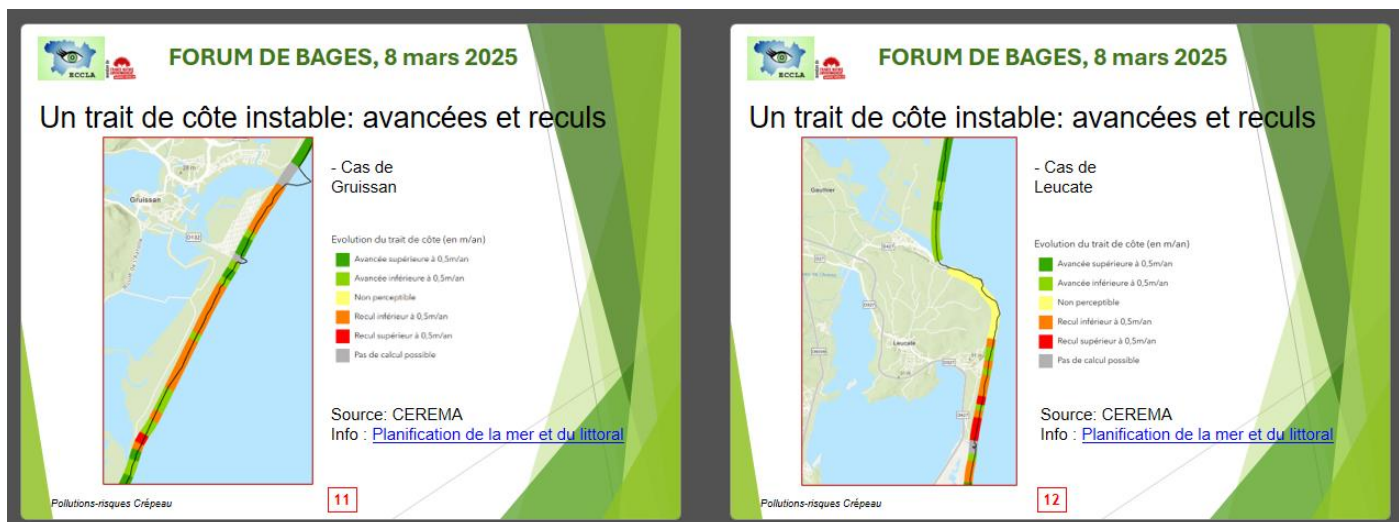 ECCLA
FORUM DE BAGES, 8 mars 2025
Un trait de côte instable: avancées et reculs
- Cas de
Gruissan
Gruissan
Evolution du trait de côte (en m/an)
Avancée supérieure à 0,5m/an
Avancée inférieure à 0,5m/an
Non perceptible
Recul inférieur à 0,5m/an
Recul supérieur à 0,5m/an
Pas de calcul possible
Source: CEREMA
Info : Planification de la mer et du littoral
Pollutions-risques Crépeau
11
ECCLA
FORUM DE BAGES, 8 mars 2025
Un trait de côte instable: avancées et reculs
- Cas de
Leucate
Gauthier
Leucate
Evolution du trait de côte (en m/an)
Avancée supérieure à 0,5m/an
Avancée inférieure à 0,5m/an
Non perceptible
Recul inférieur à 0,5m/an
Recul supérieur à 0,5m/an
Pas de calcul possible
Source: CEREMA
Info : Planification de la mer et du littoral
Pollutions-risques Crépeau
12